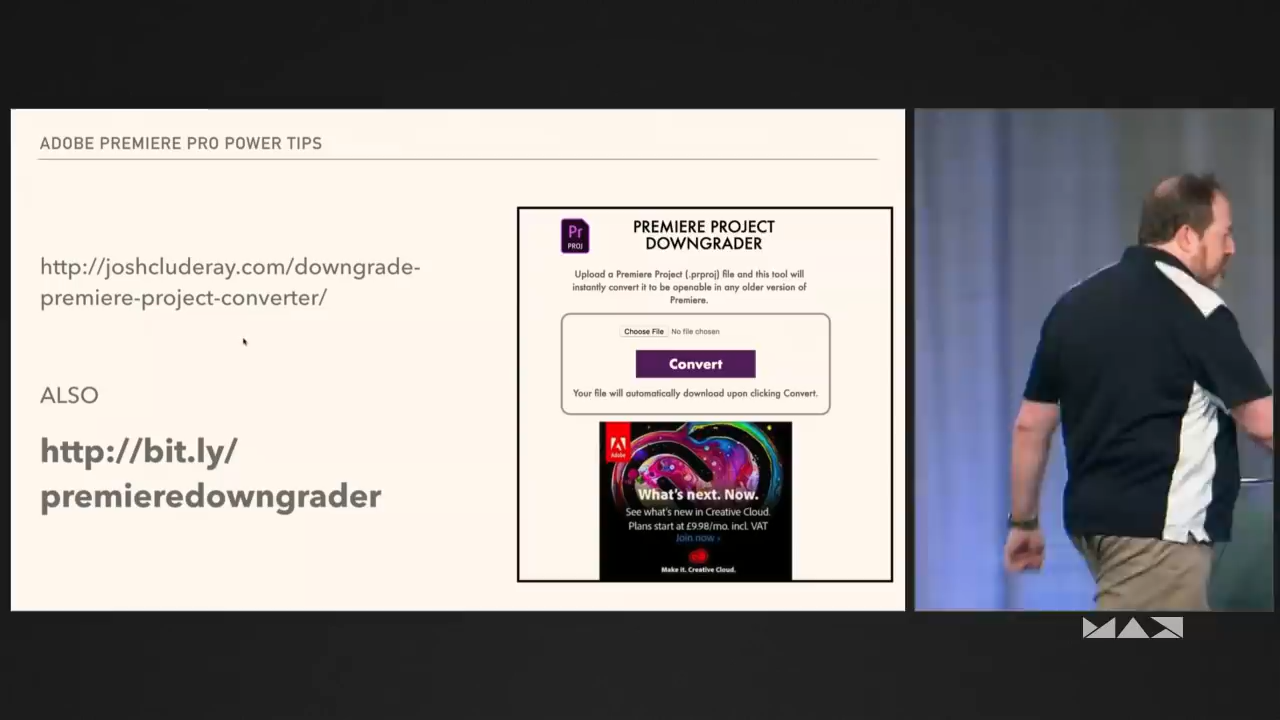 ADOBE PREMIERE PRO POWER TIPS
http://joshcluderay.com/downgrade-
premiere-project-converter/
ALSO
http://bit.ly/
premieredowngrader
Pr
PROJ
PREMIERE PROJECT
DOWNGRADER
Upload a Premiere Project (.prproj) file and this tool will
instantly convert it to be openable in any older version of
Premiere.
Choose File No file chosen
Convert
Your file will automatically download upon clicking Convert.
Adobe
What's next. Now.
See what's new in Creative Cloud.
Plans start at £9.98/mo. incl. VAT
Join now ›
Make it. Creative Cloud.
MAX